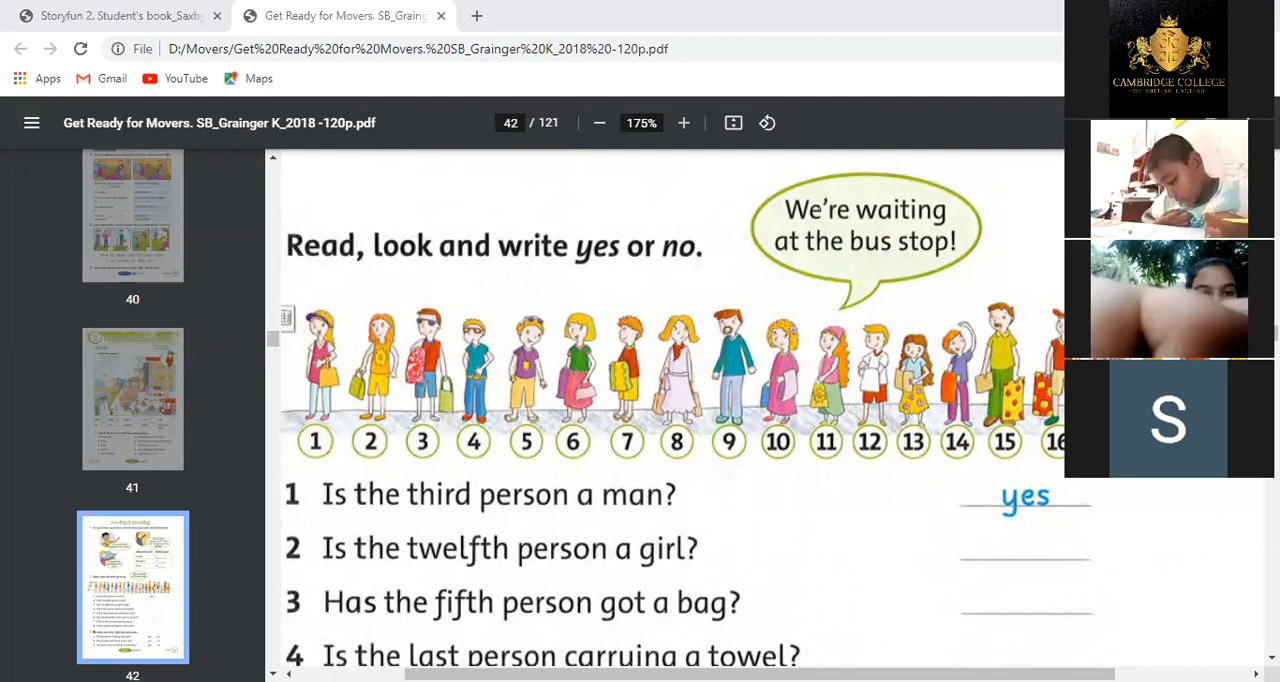 Storyfun 2. Student's book_Saxby
Get Ready for Movers. SB_Grainge
File D:/Movers/Get%20Ready%20for%20Movers.%20SB_Grainger%20K_2018%20-120p.pdf
Apps Gmail YouTube Maps
Get Ready for Movers. SB_Grainger K_2018 -120p.pdf
42 / 121
175%
CAMBRIDGE COLLEGE
OF BRITISH ENGLISH
40
41
42
We're waiting
at the bus stop!
Read, look and write yes or no.
1 2 3 4 5 6 7 8 9 10 11 12 13 14 15 16
1 Is the third person a man? yes
2 Is the twelfth person a girl?
3 Has the fifth person got a bag?
4 Is the last person carrying a towel?
S